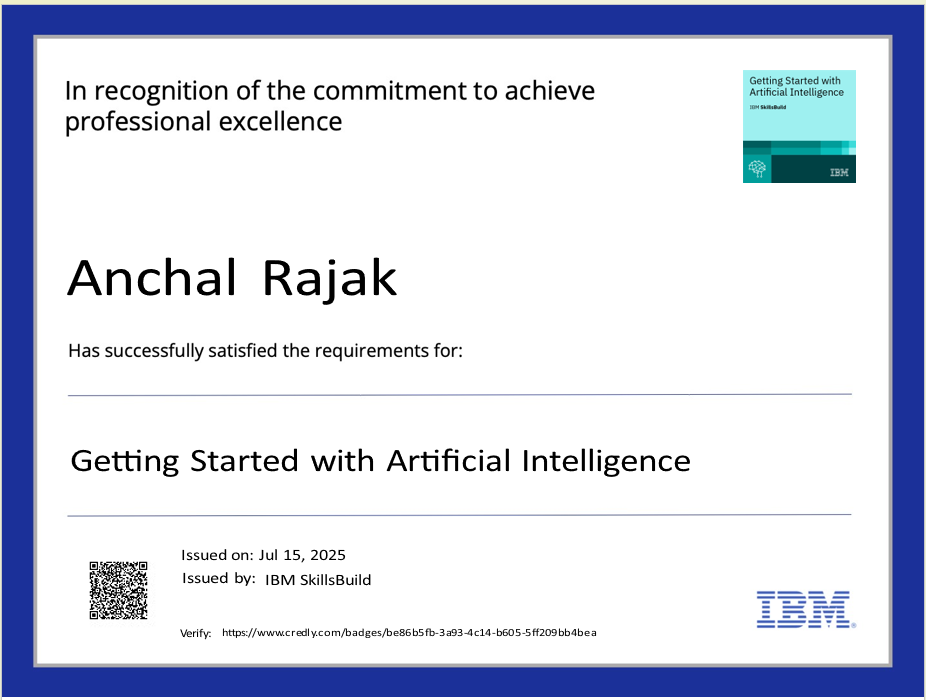 In recognition of the commitment to achieve
professional excellence
Getting Started with
Artificial Intelligence
IBM SkillsBuild
IBM
Anchal Rajak
Has successfully satisfied the requirements for:
Getting Started with Artificial Intelligence
Issued on: Jul 15, 2025
Issued by: IBM SkillsBuild
Verify: https://www.credly.com/badges/be86b5fb-3a93-4c14-b605-5ff209bb4bea
IBM®